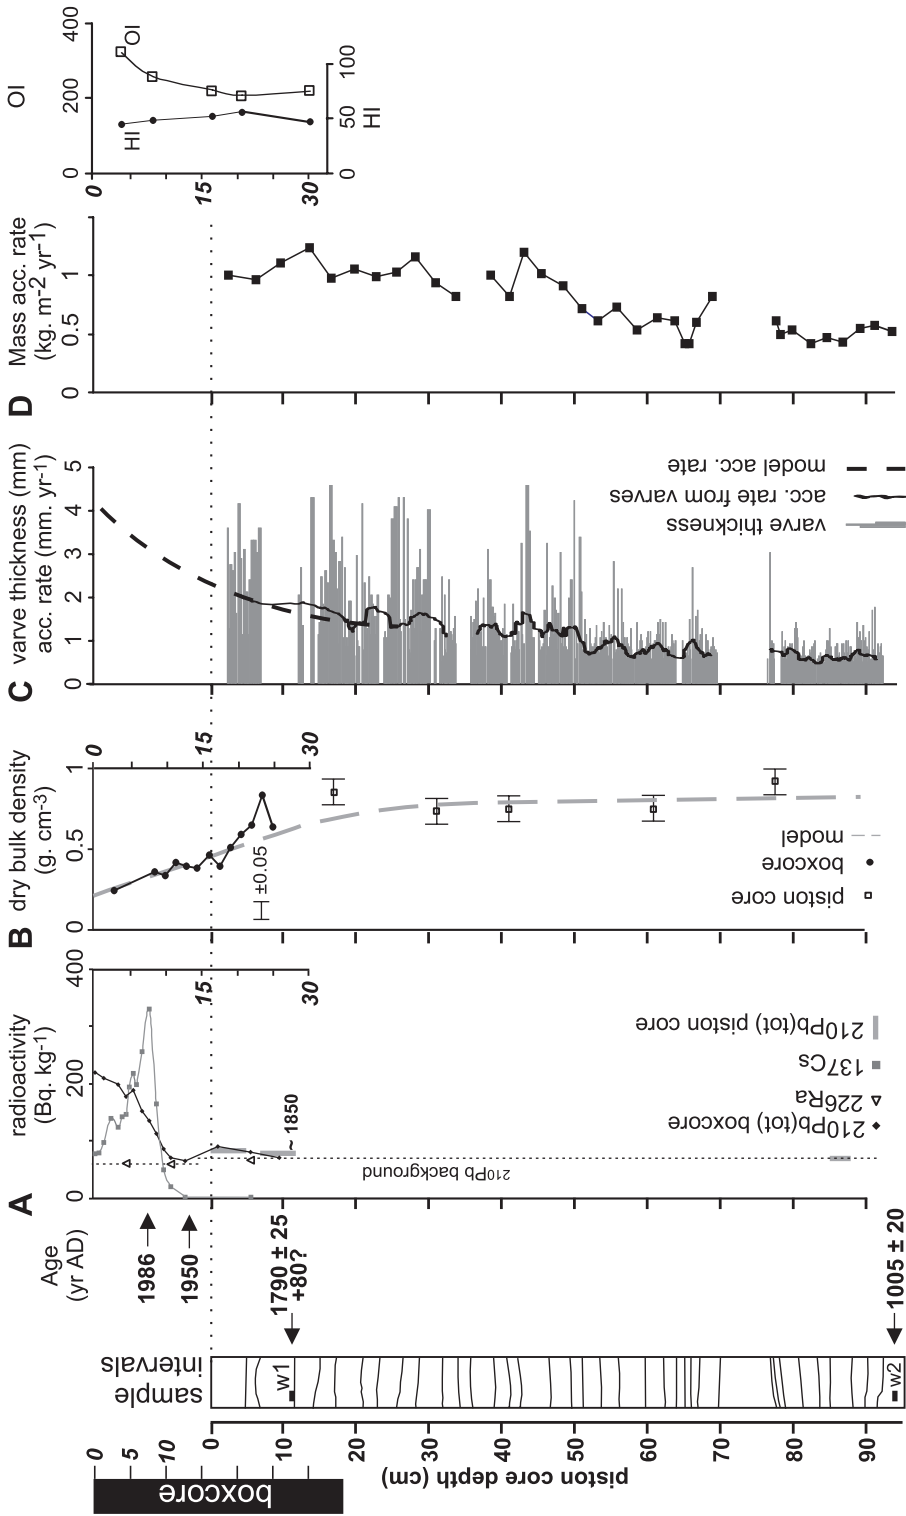 boxcore
0
5
10
0
10
20
30
40
50
60
70
80
90
piston core depth (cm)
sample
intervals
w1
w2
Age
(yr AD)
1986
1950
1790 ± 25
+80?
1005 ± 20
A
radioactivity
(Bq. kg-1)
0
200
400
15
30
~ 1850
210Pb background
210Pb(tot) boxcore
226Ra
137Cs
210Pb(tot) piston core
B
dry bulk density
(g. cm-3)
0
0.5
1
0
15
30
±0.05
piston core
boxcore
model
C
varve thickness (mm)
acc. rate (mm. yr-1)
0
1
2
3
4
5
varve thickness
acc. rate from varves
model acc. rate
D
Mass acc. rate
(kg. m-2 yr-1)
0
0.5
1
OI
0
200
400
0
15
30
HI
OI
0
50
100
HI